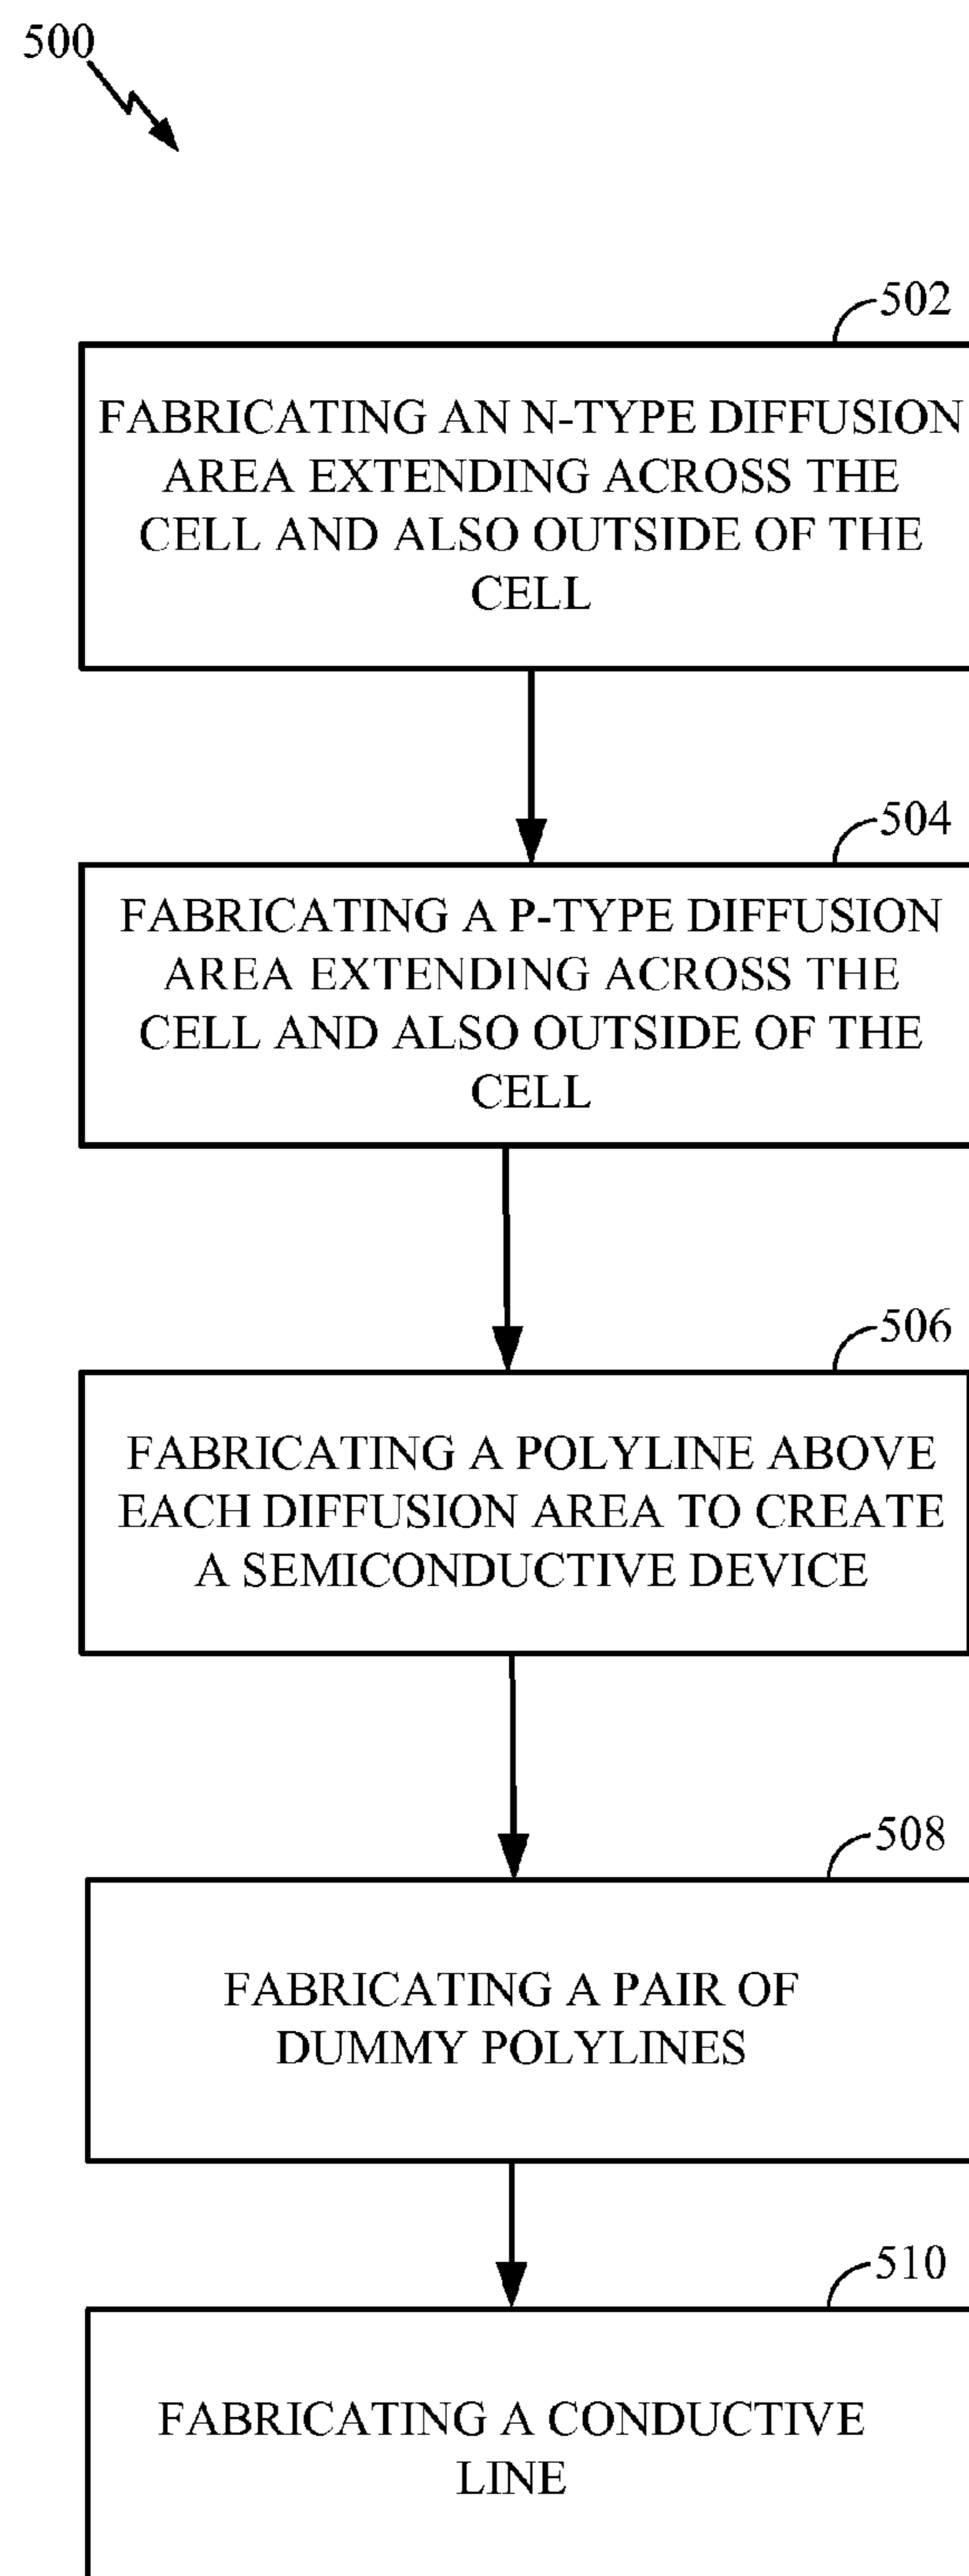 500
502
FABRICATING AN N-TYPE DIFFUSION
AREA EXTENDING ACROSS THE
CELL AND ALSO OUTSIDE OF THE
CELL
504
FABRICATING A P-TYPE DIFFUSION
AREA EXTENDING ACROSS THE
CELL AND ALSO OUTSIDE OF THE
CELL
506
FABRICATING A POLYLINE ABOVE
EACH DIFFUSION AREA TO CREATE
A SEMICONDUCTIVE DEVICE
508
FABRICATING A PAIR OF
DUMMY POLYLINES
510
FABRICATING A CONDUCTIVE
LINE